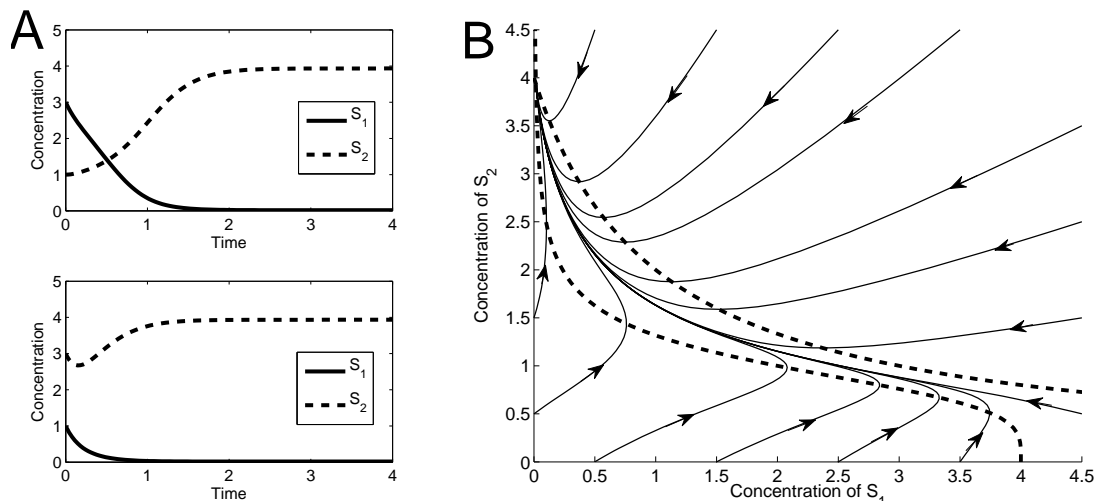 A
5
4
3
2
1
0
Concentration
S1
S2
0 1 2 3 4
Time
5
4
3
2
1
0
Concentration
S1
S2
0 1 2 3 4
Time
B
4.5
4
3.5
3
2.5
2
1.5
1
0.5
0
Concentration of S2
0 0.5 1 1.5 2 2.5 3 3.5 4 4.5
Concentration of S1